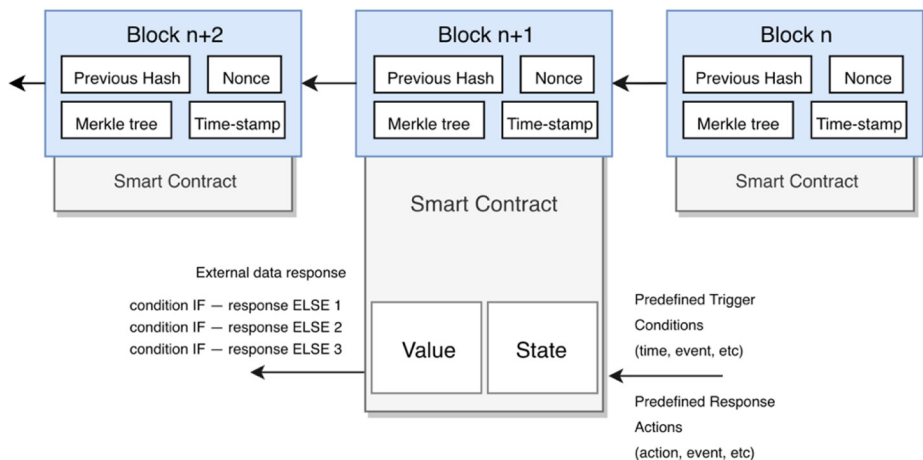 Block n+2
Previous Hash
Nonce
Merkle tree
Time-stamp
Smart Contract
Block n+1
Previous Hash
Nonce
Merkle tree
Time-stamp
Smart Contract
Value
State
Block n
Previous Hash
Nonce
Merkle tree
Time-stamp
Smart Contract
External data response
condition IF — response ELSE 1
condition IF — response ELSE 2
condition IF — response ELSE 3
Predefined Trigger
Conditions
(time, event, etc)
Predefined Response
Actions
(action, event, etc)